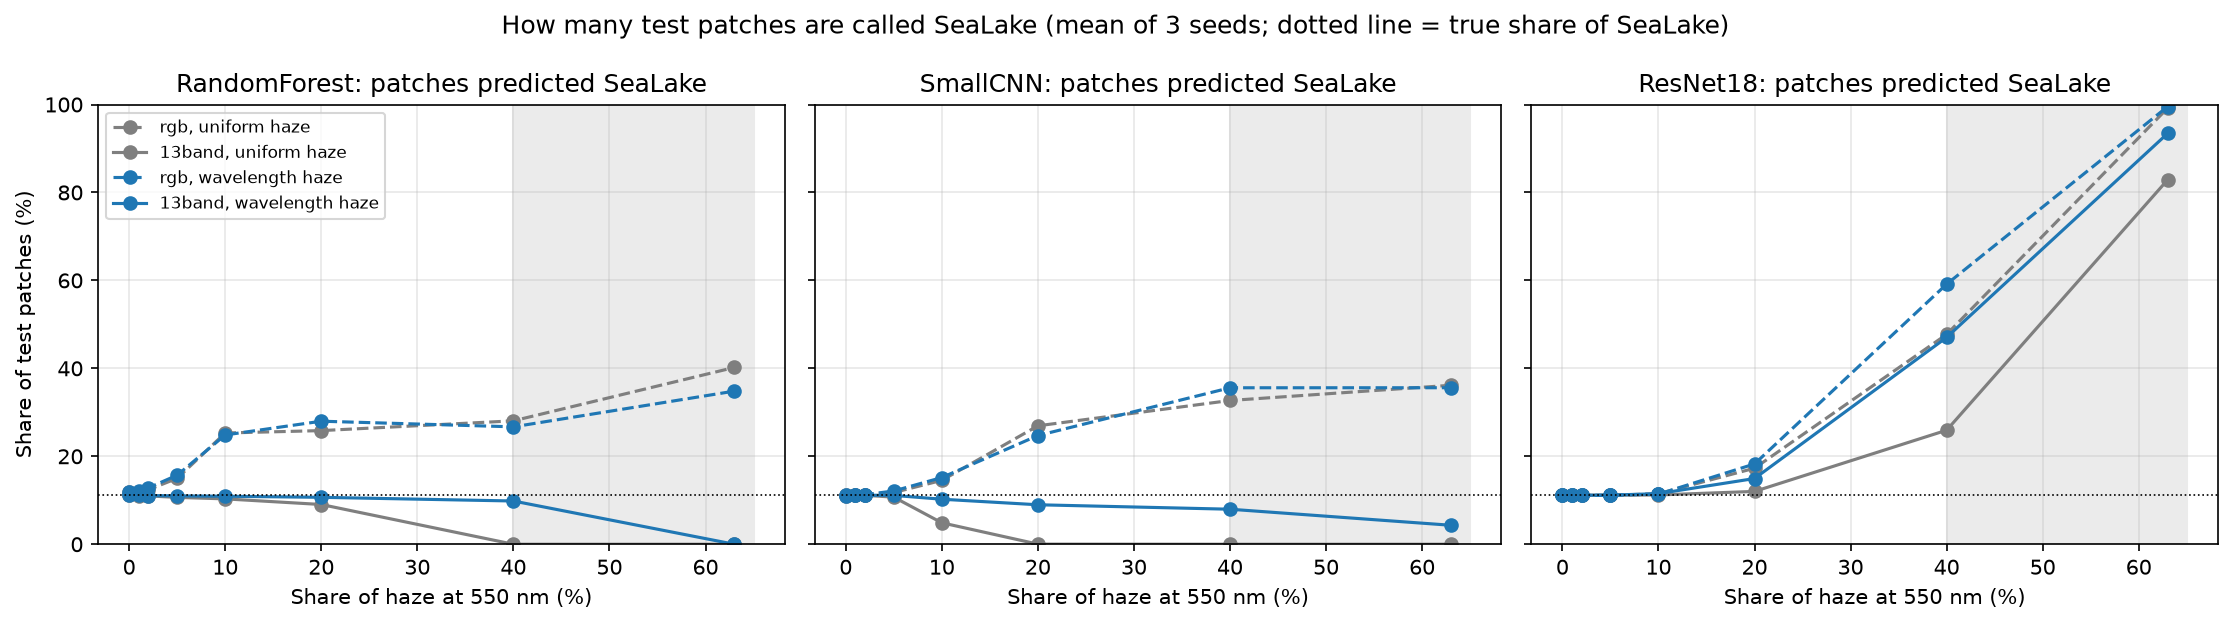 How many test patches are called SeaLake (mean of 3 seeds; dotted line = true share of SeaLake)
RandomForest: patches predicted SeaLake
SmallCNN: patches predicted SeaLake
ResNet18: patches predicted SeaLake
Share of test patches (%)
100
80
60
40
20
0
rgb, uniform haze
13band, uniform haze
rgb, wavelength haze
13band, wavelength haze
0 10 20 30 40 50 60
0 10 20 30 40 50 60
0 10 20 30 40 50 60
Share of haze at 550 nm (%)
Share of haze at 550 nm (%)
Share of haze at 550 nm (%)